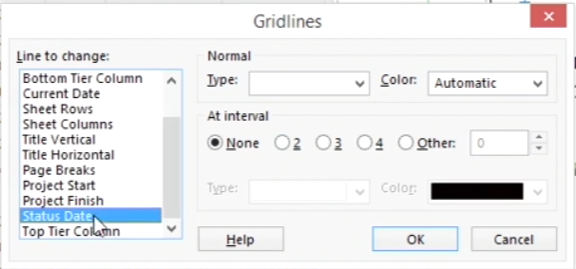 Gridlines
Line to change:
Bottom Tier Column
Current Date
Sheet Rows
Sheet Columns
Title Vertical
Title Horizontal
Page Breaks
Project Start
Project Finish
Status Date
Top Tier Column
Normal
Type:
Color: Automatic
At interval
None 2 3 4 Other: 0
Type:
Color:
Help OK Cancel